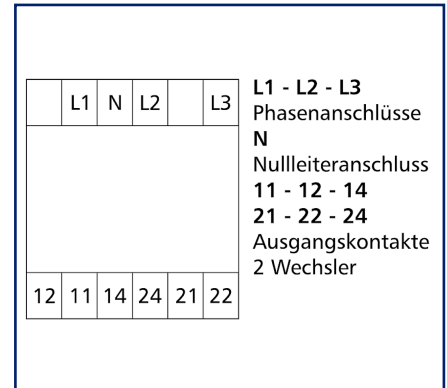 L1 N L2 L3
12 11 14 24 21 22
L1 - L2 - L3
Phasenanschlüsse
N
Nullleiteranschluss
11 - 12 - 14
21 - 22 - 24
Ausgangskontakte
2 Wechsler